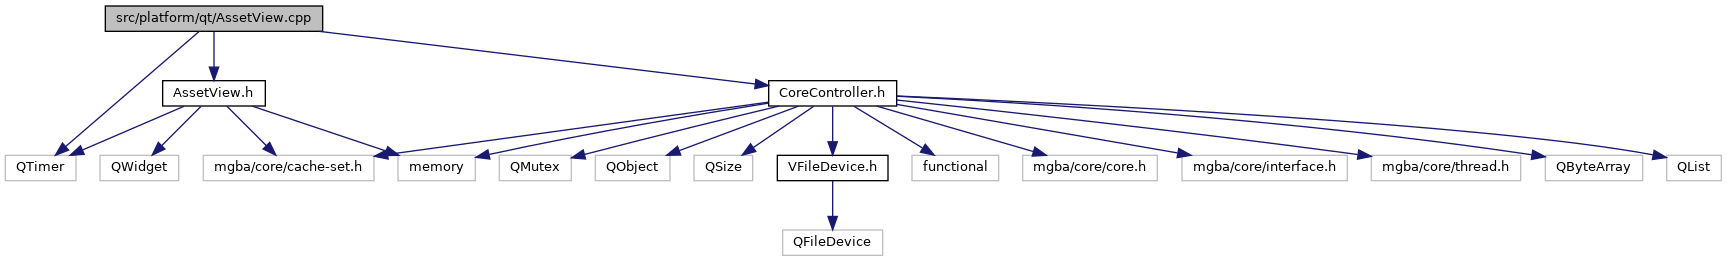 src/platform/qt/AssetView.cpp
AssetView.h
CoreController.h
QTimer
QWidget
mgba/core/cache-set.h
memory
QMutex
QObject
QSize
VFileDevice.h
functional
mgba/core/core.h
mgba/core/interface.h
mgba/core/thread.h
QByteArray
QList
QFileDevice